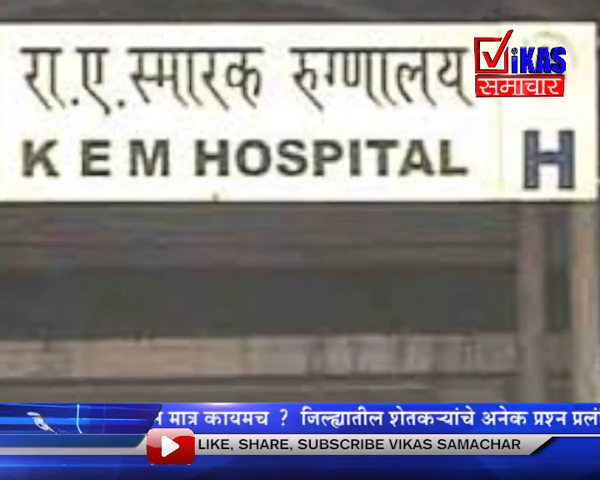 रा.ए.स्मारक रुग्णालय
ViKAS
समाचार
K E M HOSPITAL H
मात्र कायमच ? जिल्ह्यातील शेतकऱ्यांचे अनेक प्रश्न
LIKE, SHARE, SUBSCRIBE VIKAS SAMACHAR